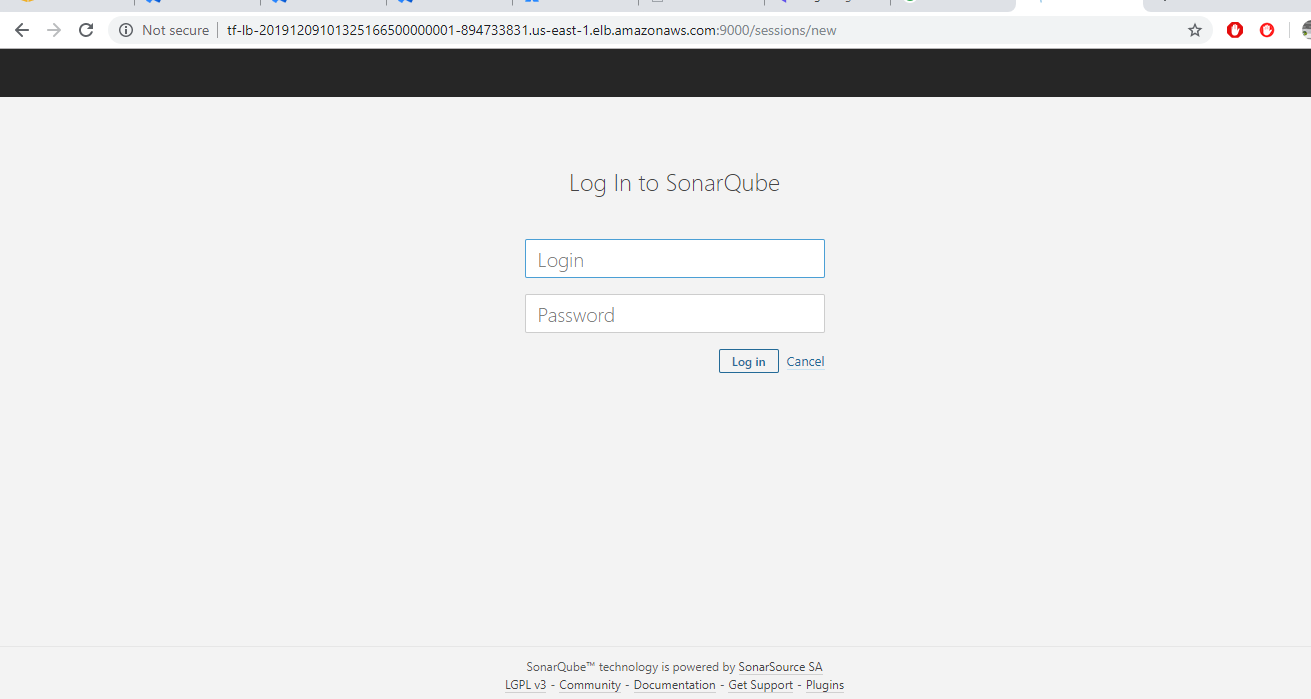 Not secure | tf-lb-20191209101325166500000001-894733831.us-east-1.elb.amazonaws.com:9000/sessions/new
Log In to SonarQube
Login
Password
Log in Cancel
SonarQube™ technology is powered by SonarSource SA
LGPL v3 - Community - Documentation - Get Support - Plugins